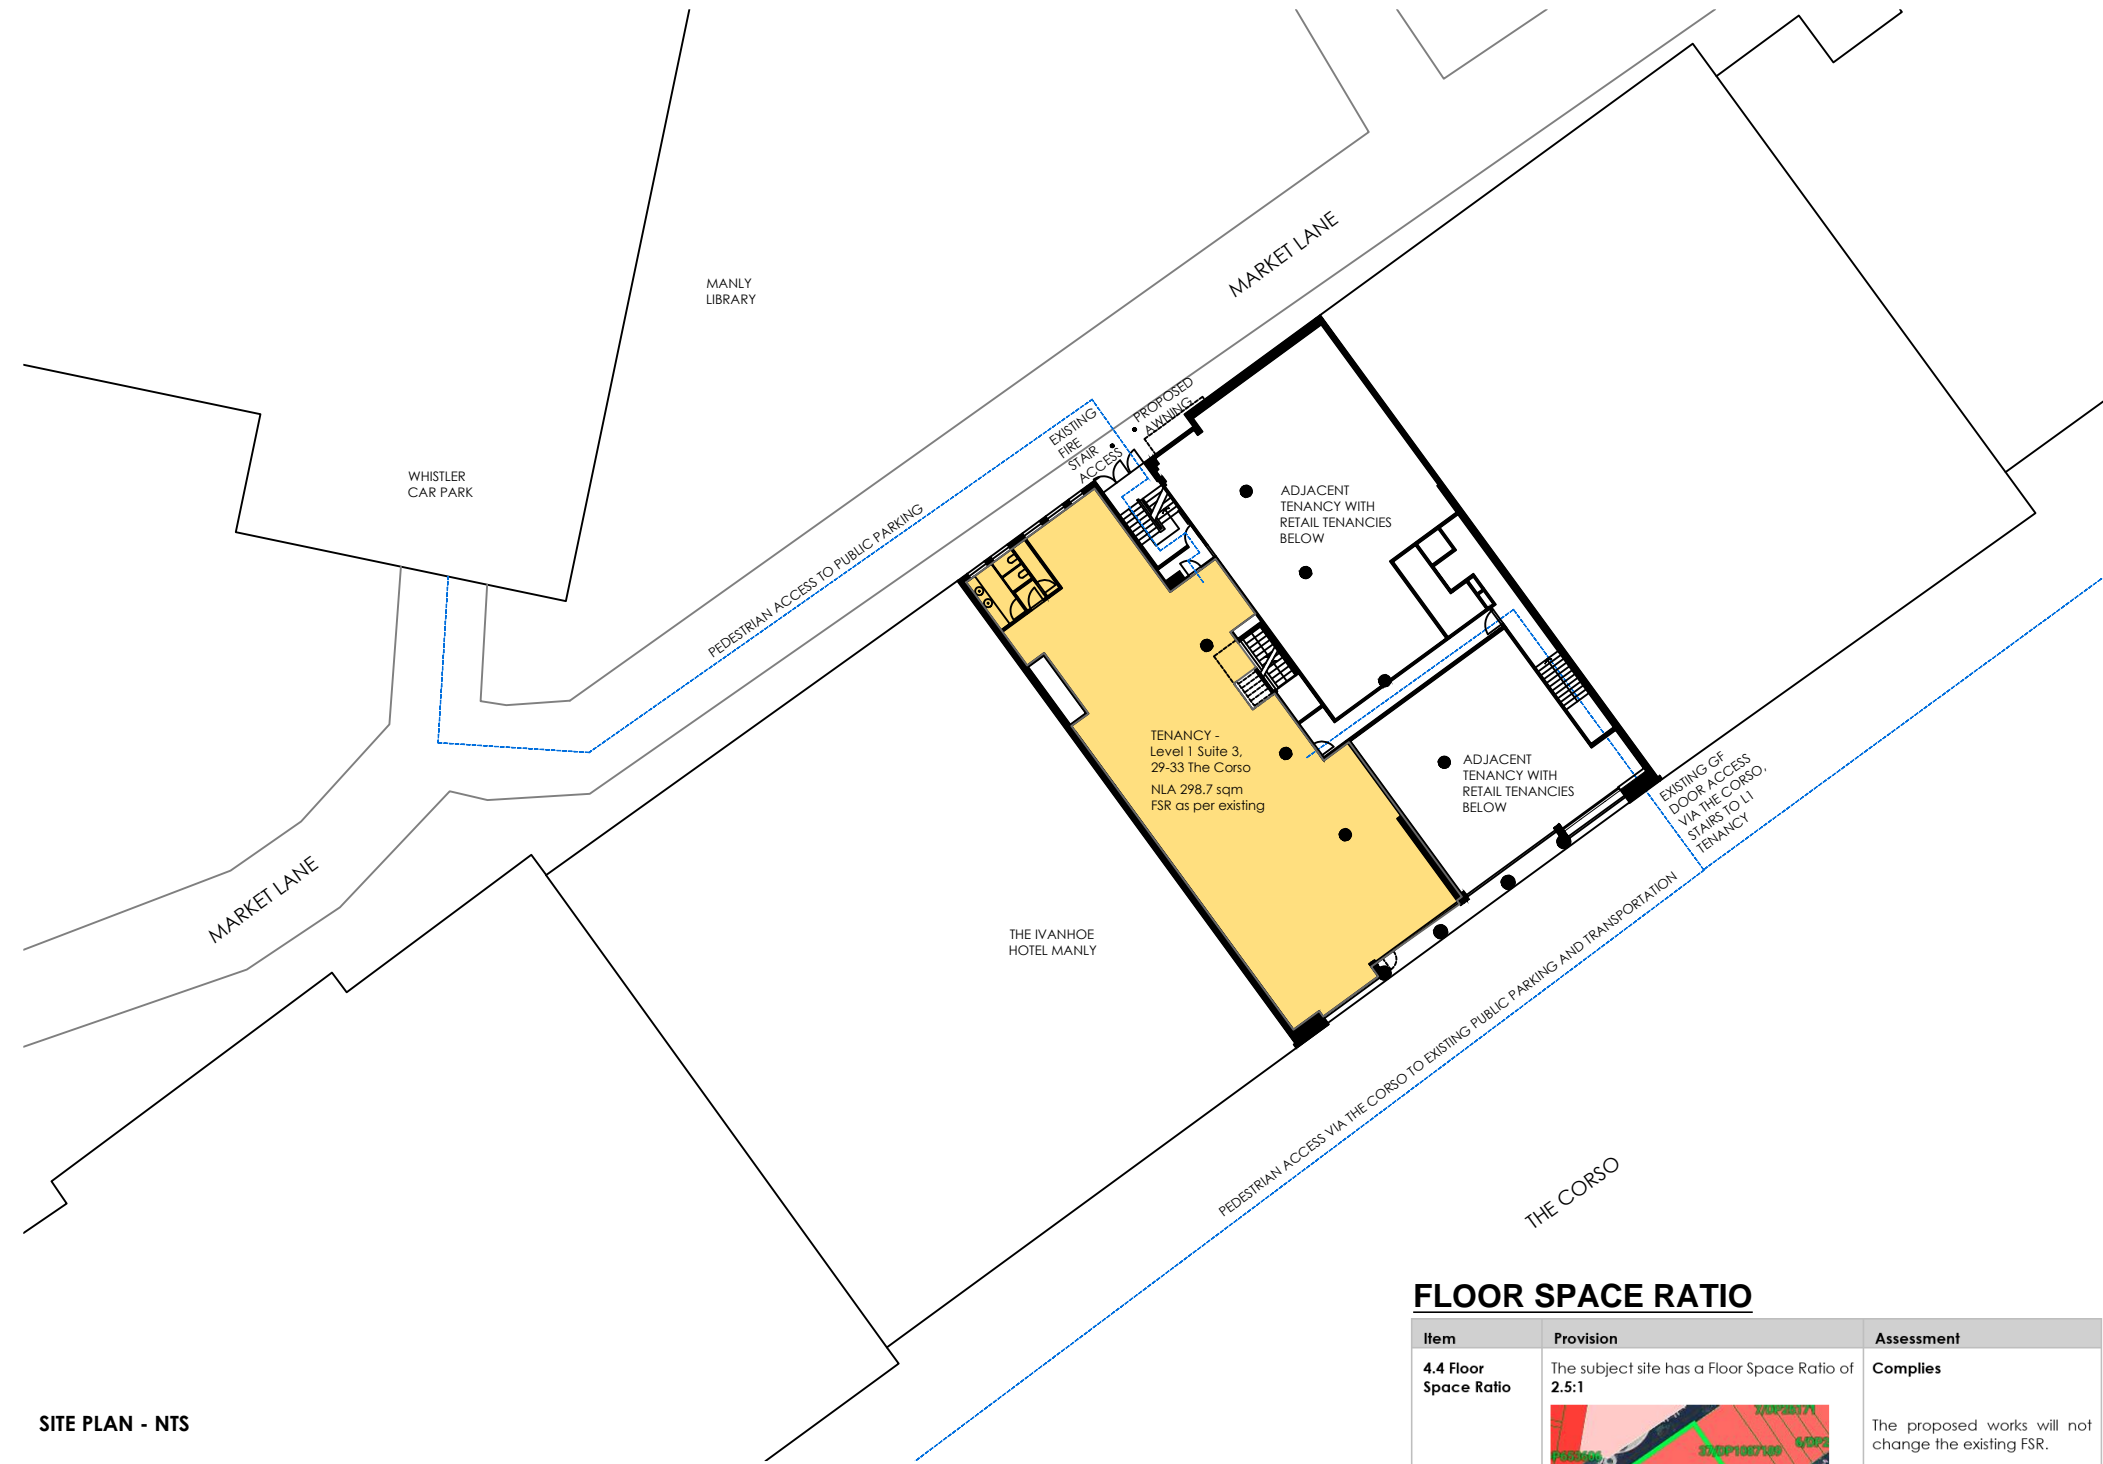 MANLY
LIBRARY
MARKET LANE
WHISTLER
CAR PARK
PEDESTRIAN ACCESS TO PUBLIC PARKING
EXISTING
FIRE
STAIR
ACCESS
PROPOSED
AWNING
ADJACENT
TENANCY WITH
RETAIL TENANCIES
BELOW
TENANCY -
Level 1 Suite 3,
29-33 The Corso
NLA 298.7 sqm
FSR as per existing
ADJACENT
TENANCY WITH
RETAIL TENANCIES
BELOW
EXISTING GF
DOOR ACCESS
VIA THE CORSO,
STAIRS TO L1
TENANCY
MARKET LANE
THE IVANHOE
HOTEL MANLY
PEDESTRIAN ACCESS VIA THE CORSO TO EXISTING PUBLIC PARKING AND TRANSPORTATION
THE CORSO
SITE PLAN - NTS
FLOOR SPACE RATIO
Item Provision Assessment
4.4 Floor
Space Ratio
The subject site has a Floor Space Ratio of
2.5:1
37/DP1087180
Complies
The proposed works will not
change the existing FSR.